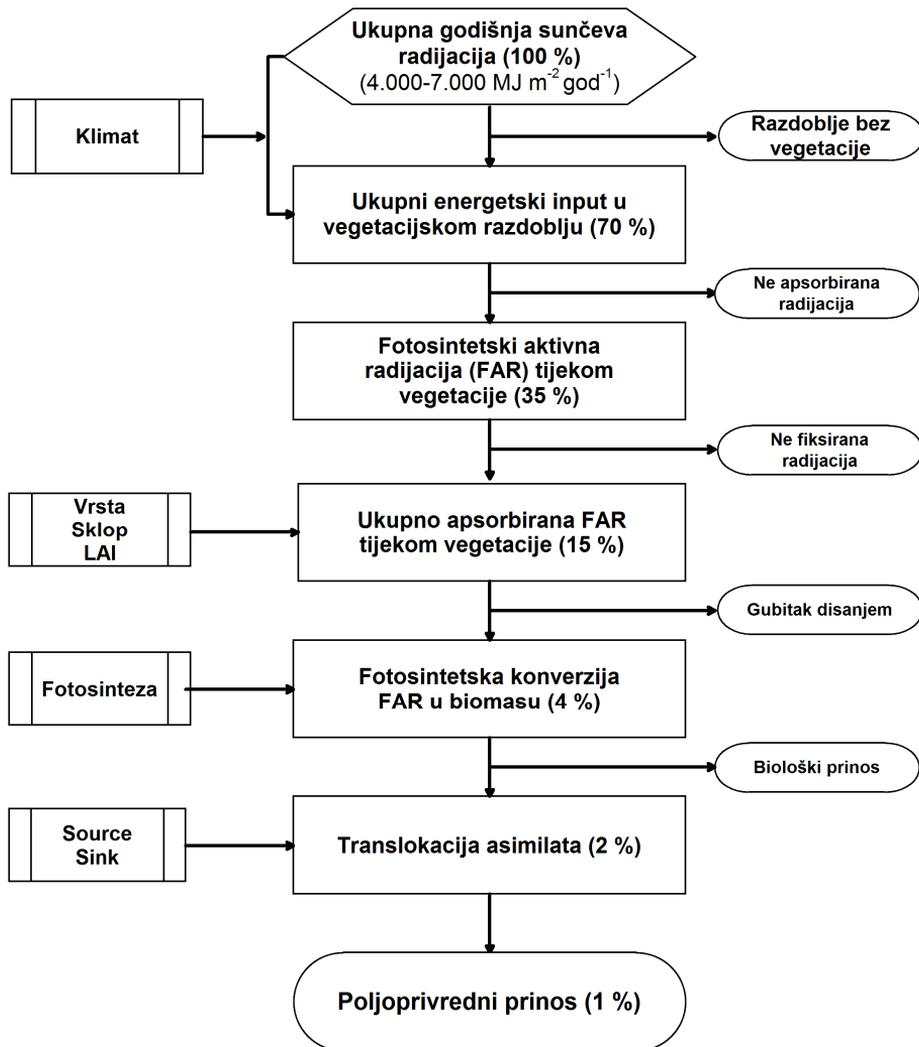 Ukupna godišnja sunčeva
radijacija (100 %)
(4.000-7.000 MJ m⁻² god⁻¹)
Klimat
Razdoblje bez
vegetacije
Ukupni energetski input u
vegetacijskom razdoblju (70 %)
Ne apsorbirana
radijacija
Fotosintetski aktivna
radijacija (FAR) tijekom
vegetacije (35 %)
Ne fiksirana
radijacija
Vrsta
Sklop
LAI
Ukupno apsorbirana FAR
tijekom vegetacije (15 %)
Gubitak disanjem
Fotosinteza
Fotosintetska konverzija
FAR u biomasu (4 %)
Biološki prinos
Source
Sink
Translokacija asimilata (2 %)
Poljoprivredni prinos (1 %)